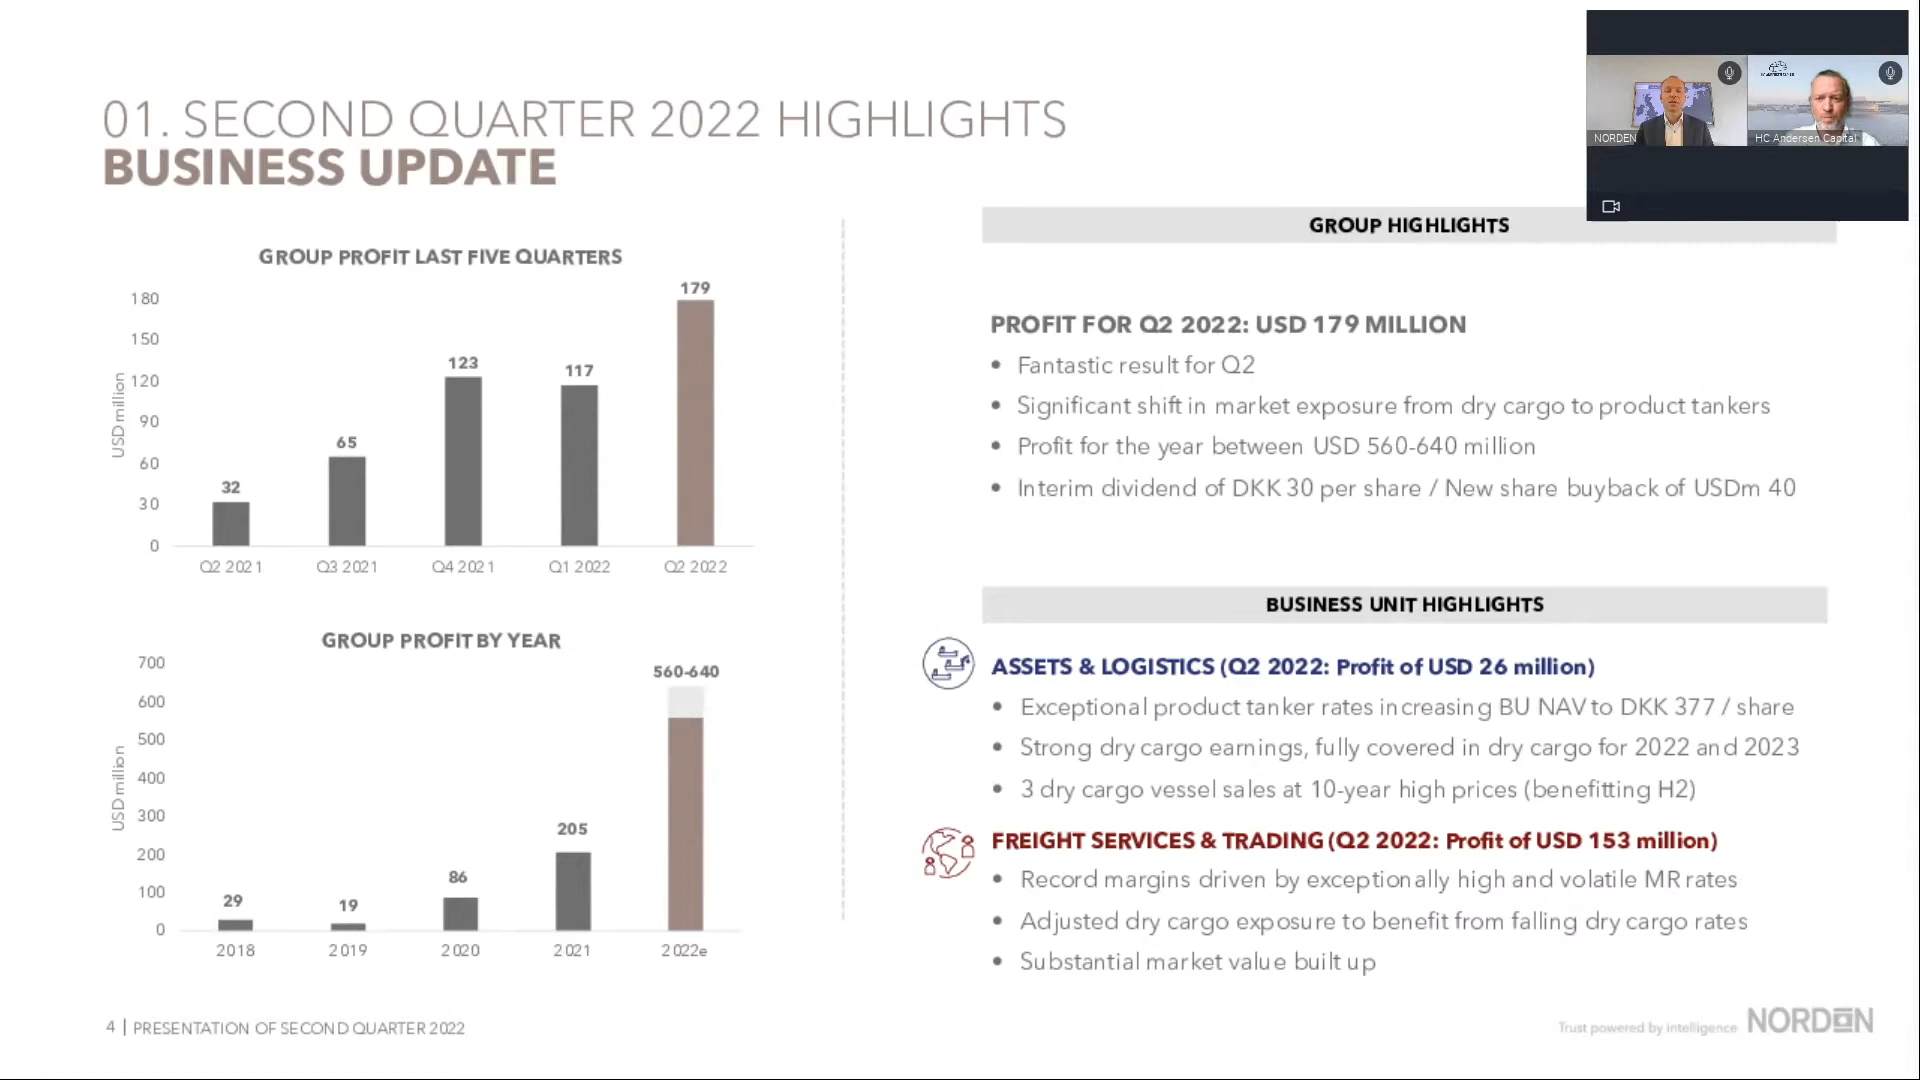 01. SECOND QUARTER 2022 HIGHLIGHTS
BUSINESS UPDATE
NORDEN
HC Andersen Capital
GROUP PROFIT LAST FIVE QUARTERS
USD million
180
150
120
90
60
30
0
32
65
123
117
179
Q2 2021
Q3 2021
Q4 2021
Q1 2022
Q2 2022
GROUP PROFIT BY YEAR
USD million
700
600
500
400
300
200
100
0
29
19
86
205
560-640
2018
2019
2020
2021
2022e
GROUP HIGHLIGHTS
PROFIT FOR Q2 2022: USD 179 MILLION
• Fantastic result for Q2
• Significant shift in market exposure from dry cargo to product tankers
• Profit for the year between USD 560-640 million
• Interim dividend of DKK 30 per share / New share buyback of USDm 40
BUSINESS UNIT HIGHLIGHTS
ASSETS & LOGISTICS (Q2 2022: Profit of USD 26 million)
• Exceptional product tanker rates increasing BU NAV to DKK 377 / share
• Strong dry cargo earnings, fully covered in dry cargo for 2022 and 2023
• 3 dry cargo vessel sales at 10-year high prices (benefitting H2)
FREIGHT SERVICES & TRADING (Q2 2022: Profit of USD 153 million)
• Record margins driven by exceptionally high and volatile MR rates
• Adjusted dry cargo exposure to benefit from falling dry cargo rates
• Substantial market value built up
4 | PRESENTATION OF SECOND QUARTER 2022
Trust powered by intelligence NORDEN